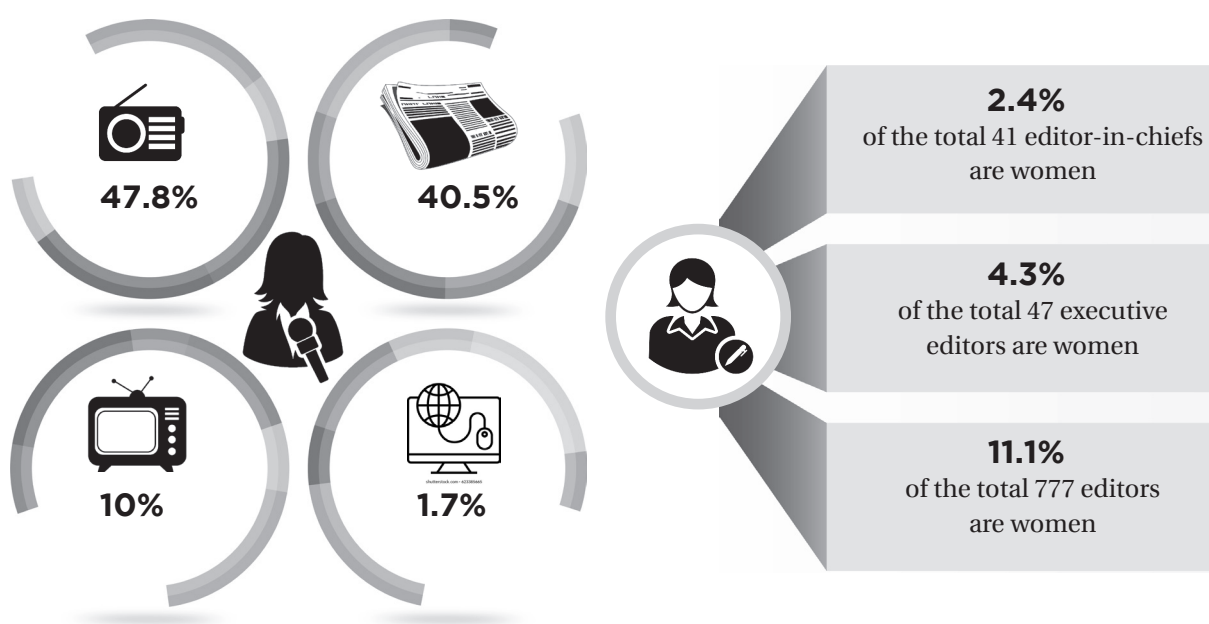 47.8%
40.5%
10%
1.7%
2.4%
of the total 41 editor-in-chiefs
are women
4.3%
of the total 47 executive
editors are women
11.1%
of the total 777 editors
are women